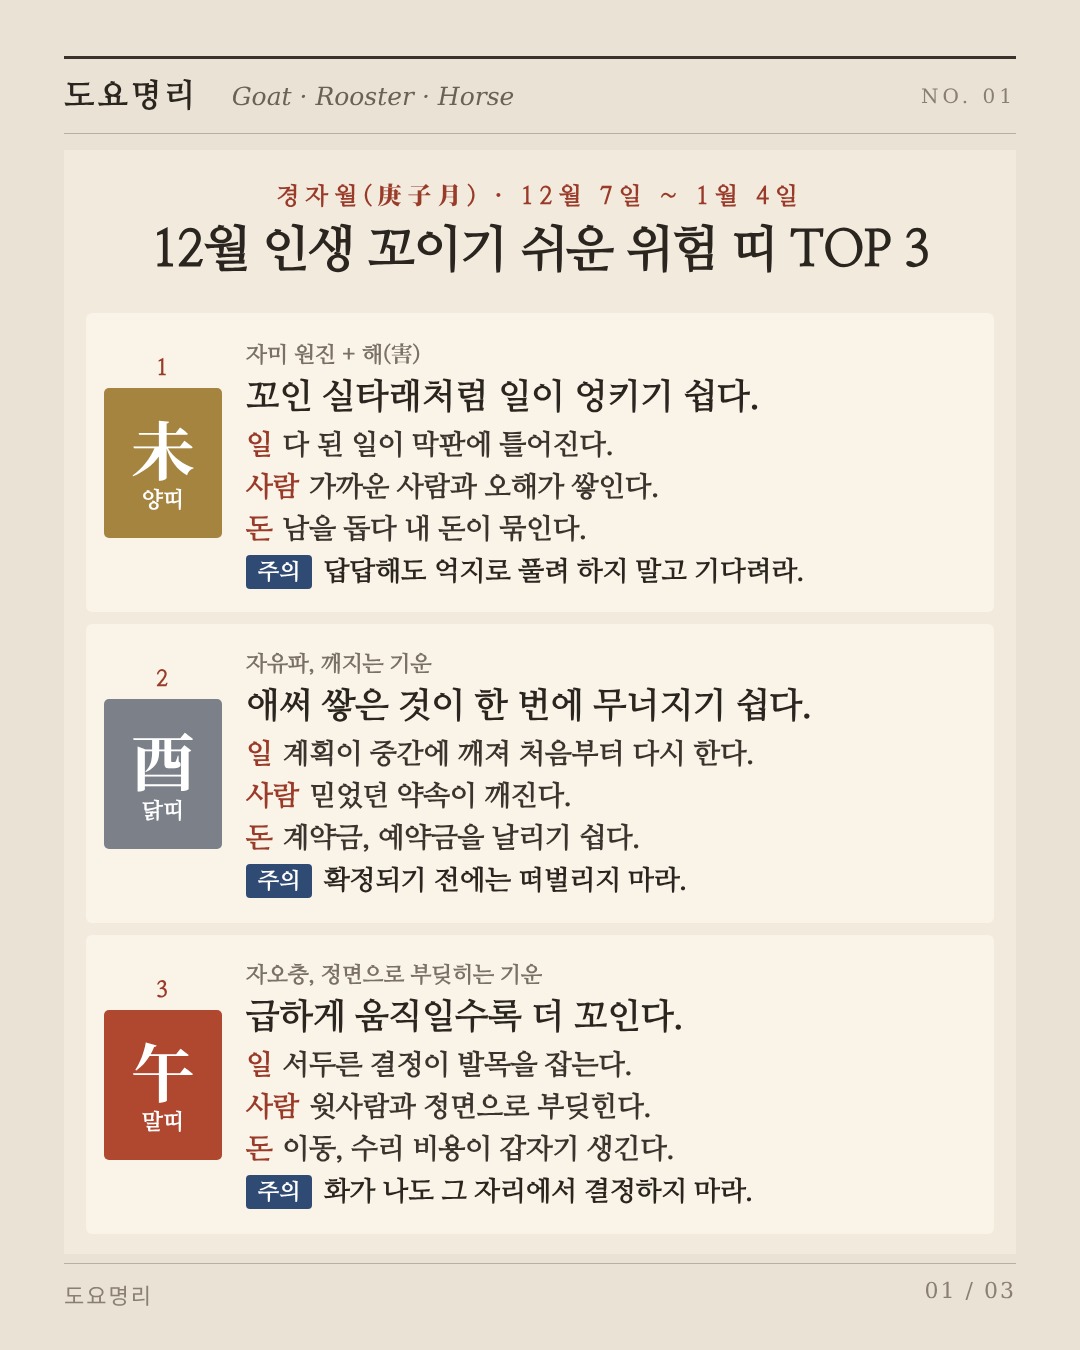 도요명리 Goat · Rooster · Horse NO. 01
경자월(庚子月) · 12월 7일 ~ 1월 4일
12월 인생 꼬이기 쉬운 위험 띠 TOP 3
1
未
양띠
자미 원진 + 해(害)
꼬인 실타래처럼 일이 엉키기 쉽다.
일 다 된 일이 막판에 틀어진다.
사람 가까운 사람과 오해가 쌓인다.
돈 남을 돕다 내 돈이 묶인다.
주의 답답해도 억지로 풀려 하지 말고 기다려라.
2
酉
닭띠
자유파, 깨지는 기운
애써 쌓은 것이 한 번에 무너지기 쉽다.
일 계획이 중간에 깨져 처음부터 다시 한다.
사람 믿었던 약속이 깨진다.
돈 계약금, 예약금을 날리기 쉽다.
주의 확정되기 전에는 떠벌리지 마라.
3
午
말띠
자오충, 정면으로 부딪히는 기운
급하게 움직일수록 더 꼬인다.
일 서두른 결정이 발목을 잡는다.
사람 윗사람과 정면으로 부딪힌다.
돈 이동, 수리 비용이 갑자기 생긴다.
주의 화가 나도 그 자리에서 결정하지 마라.
도요명리 01 / 03